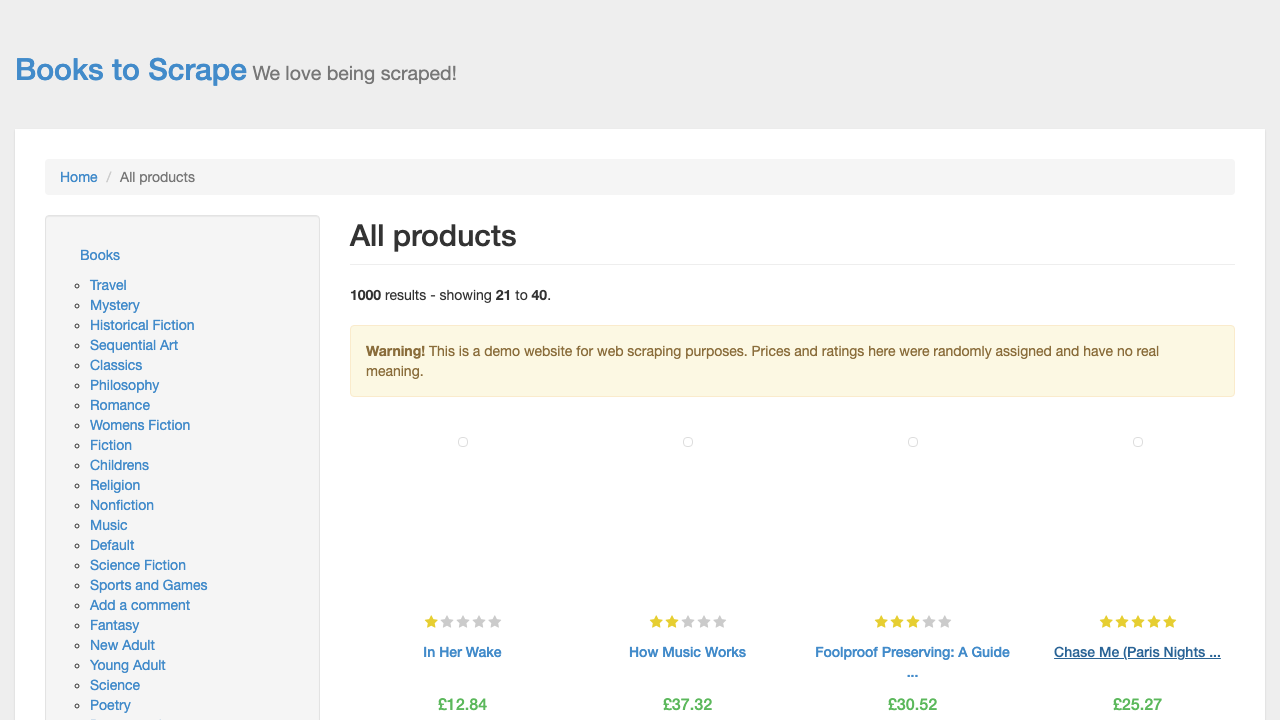 Books to Scrape We love being scraped!
Home / All products
Books
Travel
Mystery
Historical Fiction
Sequential Art
Classics
Philosophy
Romance
Womens Fiction
Fiction
Childrens
Religion
Nonfiction
Music
Default
Science Fiction
Sports and Games
Add a comment
Fantasy
New Adult
Young Adult
Science
Poetry
All products
1000 results - showing 21 to 40.
Warning! This is a demo website for web scraping purposes. Prices and ratings here were randomly assigned and have no real
meaning.
In Her Wake
£12.84
How Music Works
£37.32
Foolproof Preserving: A Guide
...
£30.52
Chase Me (Paris Nights ...
£25.27